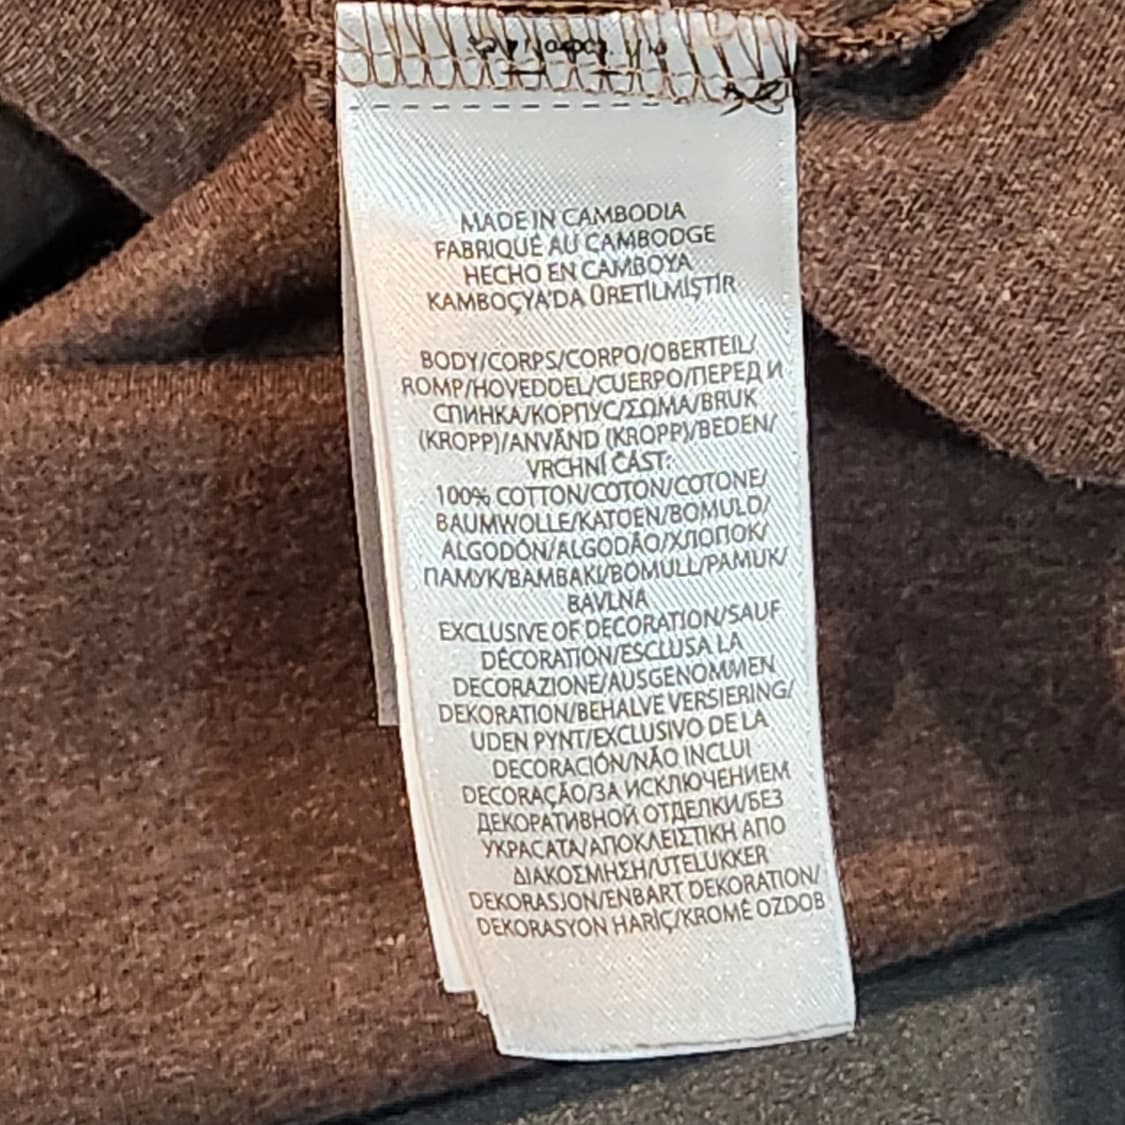 MADE IN CAMBODIA
FABRIQUÉ AU CAMBODGE
HECHO EN CAMBOYA
KAMBOÇYA'DA ÜRETİLMİŞTİR
BODY/CORPS/CORPO/OBERTEIL/
ROMP/HOVEDDEL/CUERPO/ПЕРЕД И
СПИНКА/КОРПУС/ΣΩΜΑ/BRUK
(KROPP)/ANVÄND (KROPP)/BEDEN/
VRCHNÍ ČÁST:
100% COTTON/COTON/COTONE/
BAUMWOLLE/KATOEN/BOMULD/
ALGODÓN/ALGODÃO/ХЛОПОК/
ПАМУК/ΒΑΜΒΑΚΙ/BOMULL/PAMUK/
BAVLNA
EXCLUSIVE OF DECORATION/SAUF
DÉCORATION/ESCLUSA LA
DECORAZIONE/AUSGENOMMEN
DEKORATION/BEHALVE VERSIERING/
UDEN PYNT/EXCLUSIVO DE LA
DECORACIÓN/NÃO INCLUI
DECORAÇÃO/ЗА ИСКЛЮЧЕНИЕМ
ДЕКОРАТИВНОЙ ОТДЕЛКИ/БЕЗ
УКРАСАТА/ΑΠΟΚΛΕΙΣΤΙΚΗ ΑΠΟ
ΔΙΑΚΟΣΜΗΣΗ/UTELUKKER
DEKORASJON/ENBART DEKORATION/
DEKORASYON HARİÇ/KROMĚ OZDOB